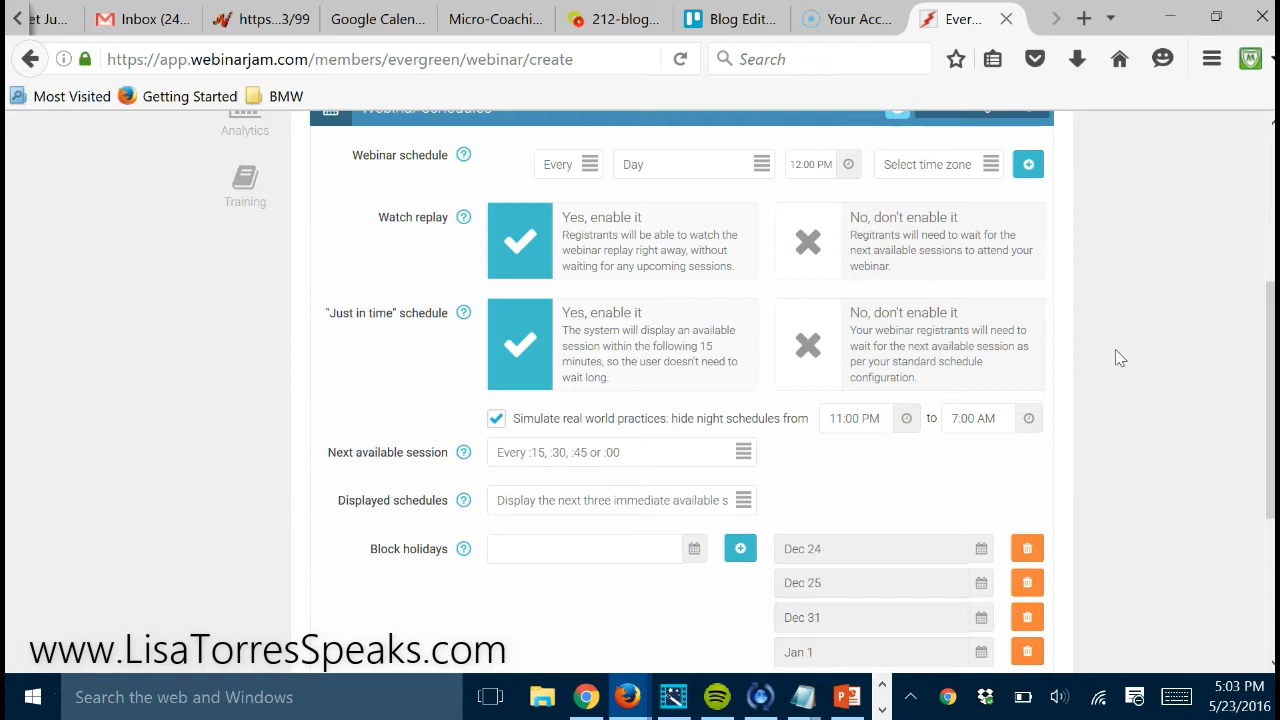 et Ju...
Inbox (24...
https...3/99
Google Calen...
Micro-Coachi...
212-blog...
Blog Edit...
Your Acc...
Ever...
https://app.webinarjam.com/members/evergreen/webinar/create
Search
Most Visited
Getting Started
BMW
Analytics
Training
Webinar schedules
Webinar schedule
Every
Day
12:00 PM
Select time zone
Watch replay
Yes, enable it
Registrants will be able to watch the
webinar replay right away, without
waiting for any upcoming sessions.
No, don't enable it
Regitrants will need to wait for the
next available sessions to attend your
webinar.
"Just in time" schedule
Yes, enable it
The system will display an available
session within the following 15
minutes, so the user doesn't need to
wait long.
No, don't enable it
Your webinar registrants will need to
wait for the next available session as
per your standard schedule
configuration.
Simulate real world practices: hide night schedules from
11:00 PM
to
7:00 AM
Next available session
Every :15, :30, :45 or :00
Displayed schedules
Display the next three immediate available s
Block holidays
Dec 24
Dec 25
Dec 31
Jan 1
www.LisaTorresSpeaks.com
Search the web and Windows
5:03 PM
5/23/2016